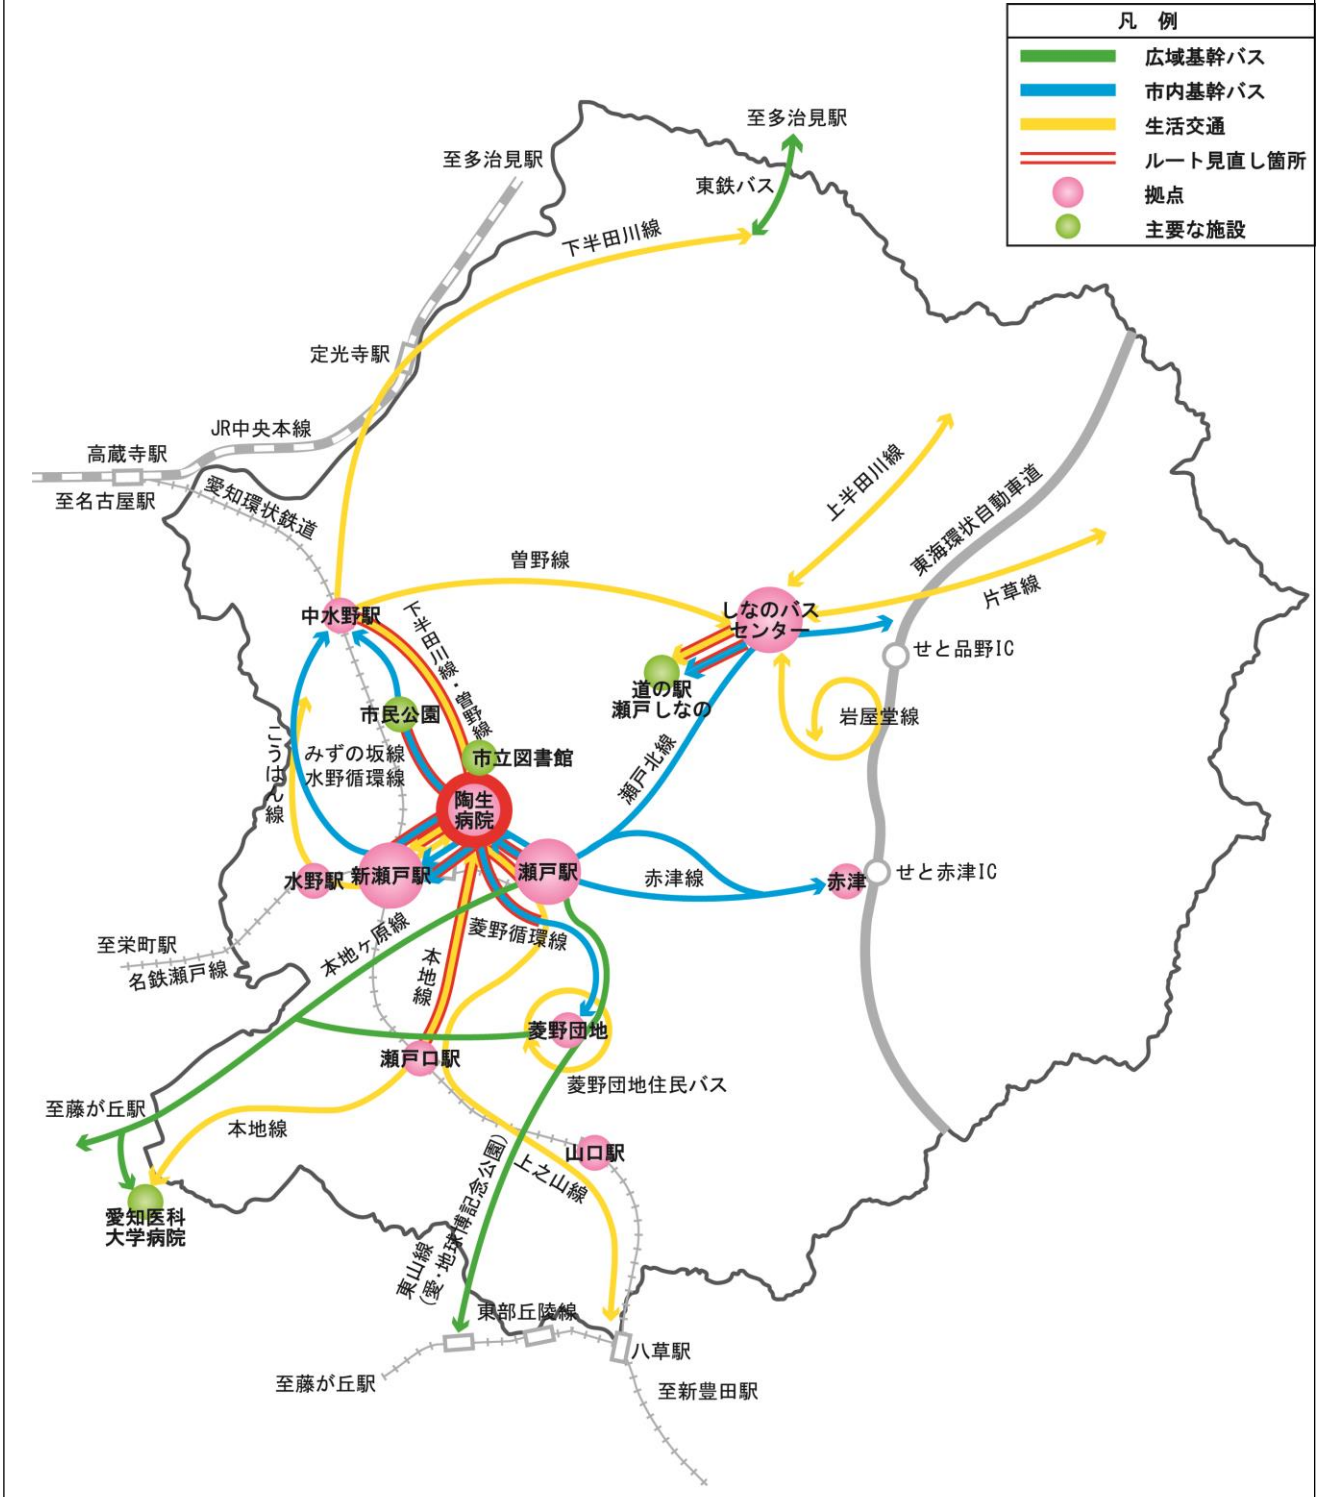 凡 例
広域基幹バス
市内基幹バス
生活交通
ルート見直し箇所
拠点
主要な施設
至多治見駅
至多治見駅
東鉄バス
下半田川線
定光寺駅
JR中央本線
高蔵寺駅
至名古屋駅
愛知環状鉄道
上半田川線
東海環状自動車道
曽野線
片草線
中水野駅
下半田川線・曽野線
しなのバス
センター
せと品野IC
道の駅
瀬戸しなの
市民公園
岩屋堂線
こうはん線
みずの坂線
水野循環線
市立図書館
瀬戸北線
陶生
病院
水野駅
新瀬戸駅
瀬戸駅
赤津線
赤津
せと赤津IC
至栄町駅
名鉄瀬戸線
本地ヶ原線
菱野循環線
本地線
菱野団地
瀬戸口駅
菱野団地住民バス
至藤が丘駅
本地線
山口駅
上之山線
愛知医科
大学病院
東山線
(愛・地球博記念公園)
東部丘陵線
八草駅
至藤が丘駅
至新豊田駅